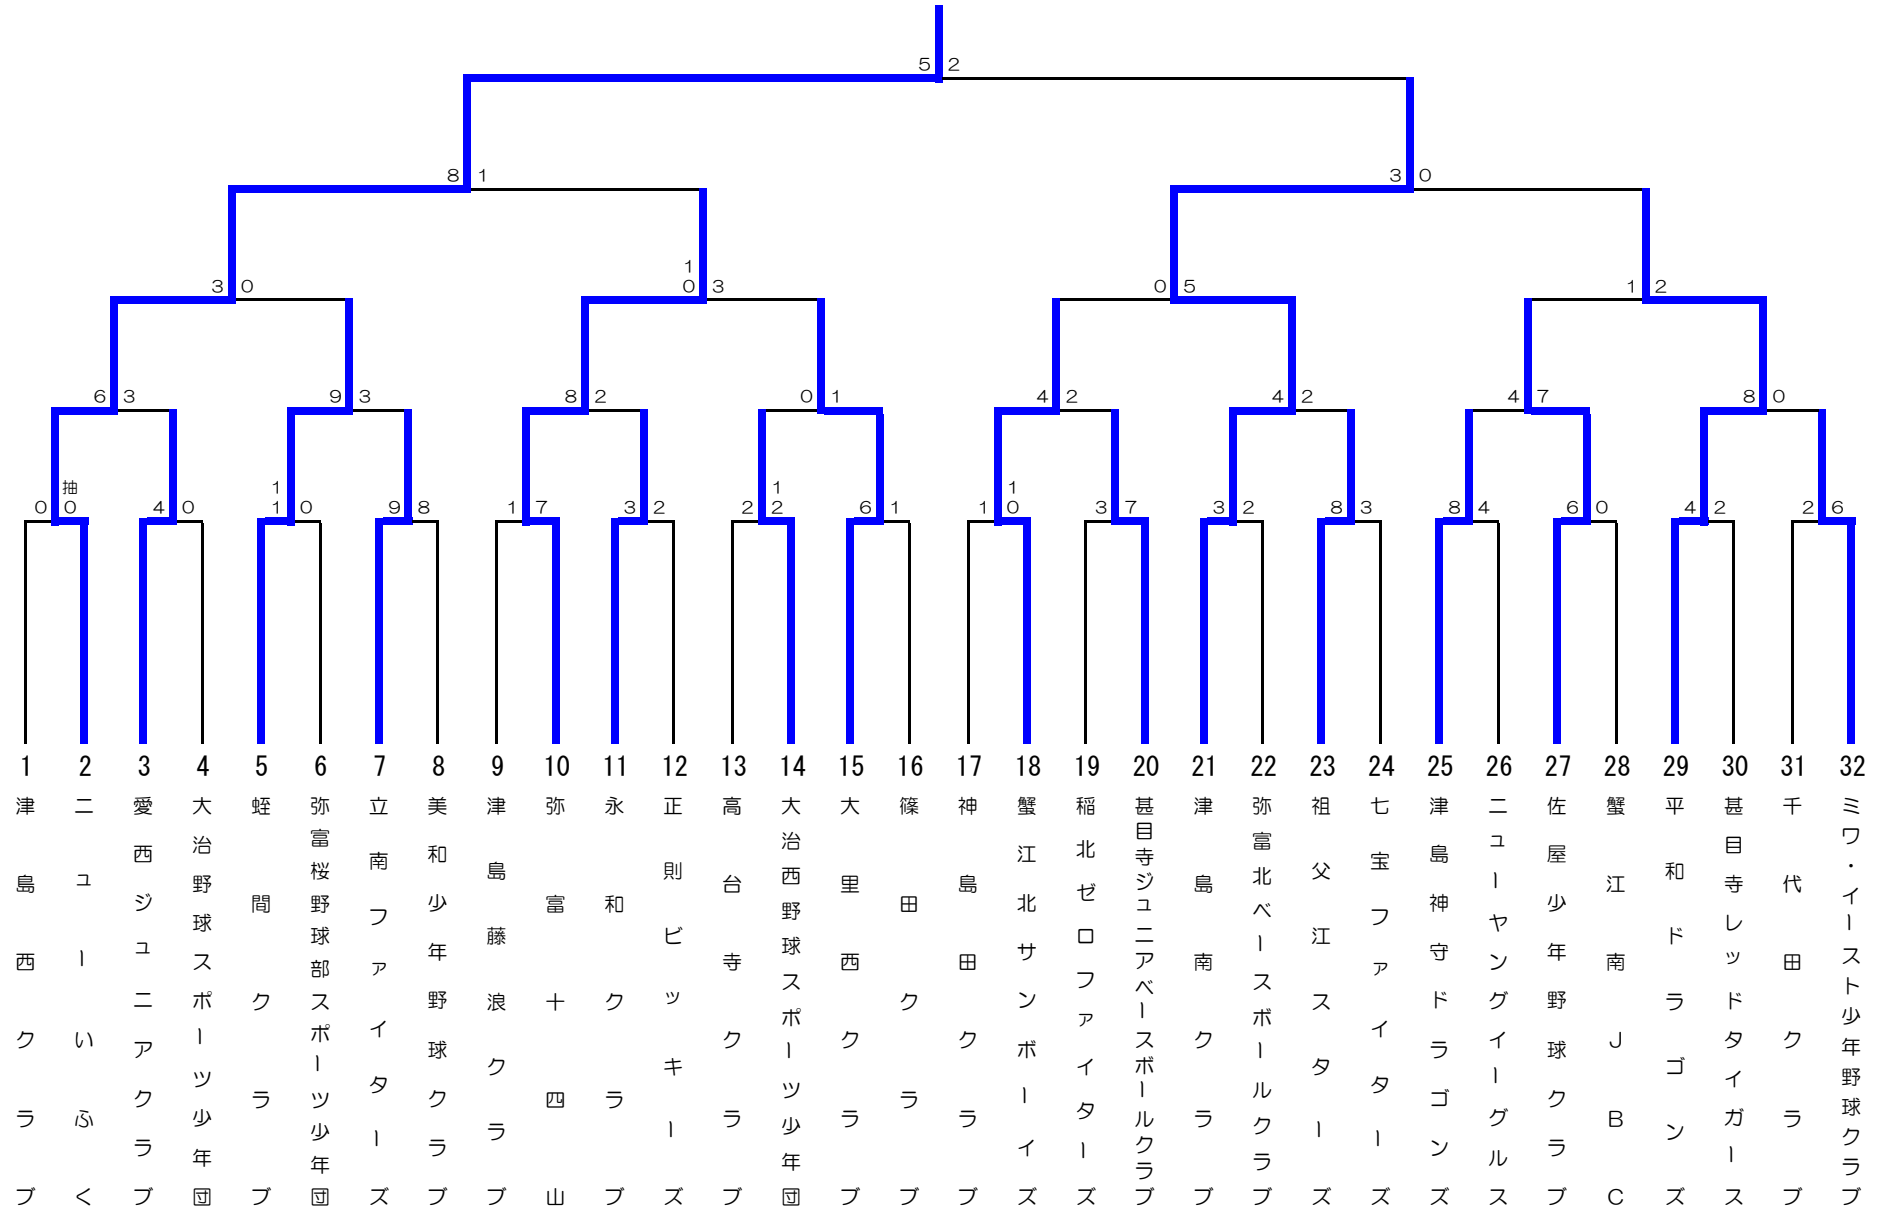 5 2
8 1
3 0
3 0
10 3
0 5
1 2
6 3
9 3
8 2
0 1
4 2
4 2
4 7
8 0
0 抽0
4 0
11 0
9 8
1 7
3 2
2 12
6 1
1 10
3 7
3 2
8 3
8 4
6 0
4 2
2 6
1 2 3 4 5 6 7 8 9 10 11 12 13 14 15 16 17 18 19 20 21 22 23 24 25 26 27 28 29 30 31 32
津島西クラブ
ニューいふく
愛西ジュニアクラブ
大治野球スポーツ少年団
蛭間クラブ
弥富桜野球部スポーツ少年団
立南ファイターズ
美和少年野球クラブ
津島藤浪クラブ
弥富十四山
永和クラブ
正則ビッキーズ
高台寺クラブ
大治西野球スポーツ少年団
大里西クラブ
篠田クラブ
神島田クラブ
蟹江北サンボーイズ
稲北ゼロファイターズ
甚目寺ジュニアベースボールクラブ
津島南クラブ
弥富北ベースボールクラブ
祖父江スターズ
七宝ファイターズ
津島神守ドラゴンズ
ニューヤングイーグルス
佐屋少年野球クラブ
蟹江南JBC
平和ドラゴンズ
甚目寺レッドタイガース
千代田クラブ
ミワ・イースト少年野球クラブ